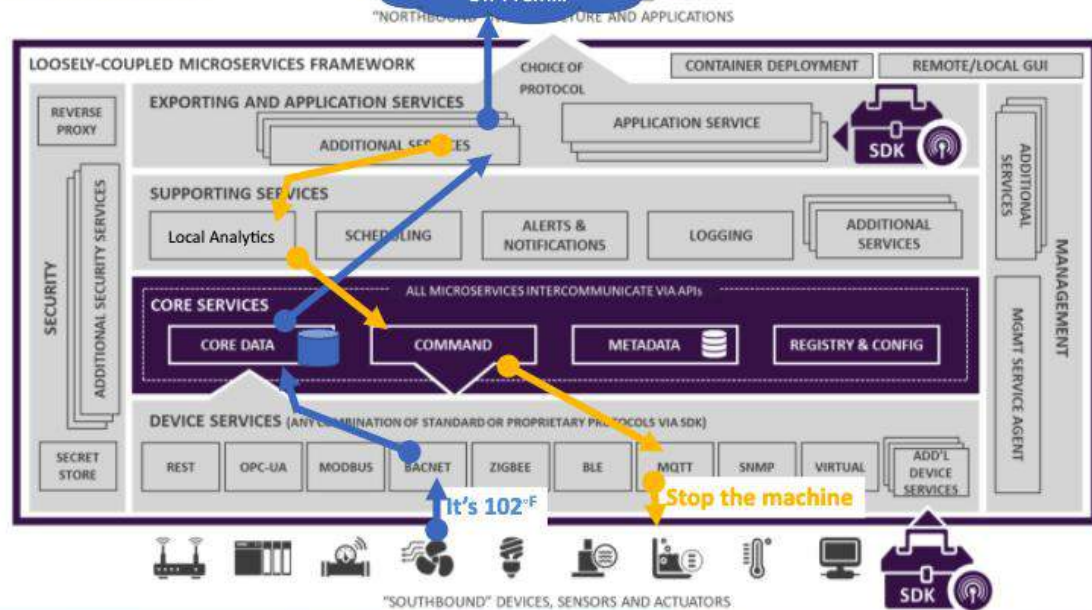 "NORTHBOUND" INFRASTRUCTURE AND APPLICATIONS
LOOSELY-COUPLED MICROSERVICES FRAMEWORK
CHOICE OF
PROTOCOL
CONTAINER DEPLOYMENT
REMOTE/LOCAL GUI
REVERSE
PROXY
EXPORTING AND APPLICATION SERVICES
ADDITIONAL SERVICES
APPLICATION SERVICE
SDK
SUPPORTING SERVICES
Local Analytics
SCHEDULING
ALERTS &
NOTIFICATIONS
LOGGING
ADDITIONAL
SERVICES
SECURITY
ADDITIONAL SECURITY SERVICES
ADDITIONAL
SERVICES
MANAGEMENT
MGMT SERVICE AGENT
ALL MICROSERVICES INTERCOMMUNICATE VIA APIs
CORE SERVICES
CORE DATA
COMMAND
METADATA
REGISTRY & CONFIG
DEVICE SERVICES (ANY COMBINATION OF STANDARD OR PROPRIETARY PROTOCOLS VIA SDK)
SECRET
STORE
REST
OPC-UA
MODBUS
BACNET
ZIGBEE
BLE
MQTT
SNMP
VIRTUAL
ADD'L
DEVICE
SERVICES
It's 102°F
Stop the machine
"SOUTHBOUND" DEVICES, SENSORS AND ACTUATORS
SDK